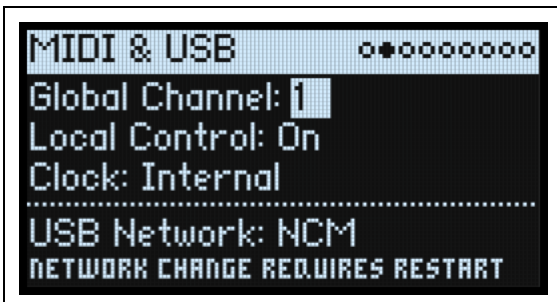 MIDI & USB
Global Channel: 1
Local Control: On
Clock: Internal
USB Network: NCM
NETWORK CHANGE REQUIRES RESTART